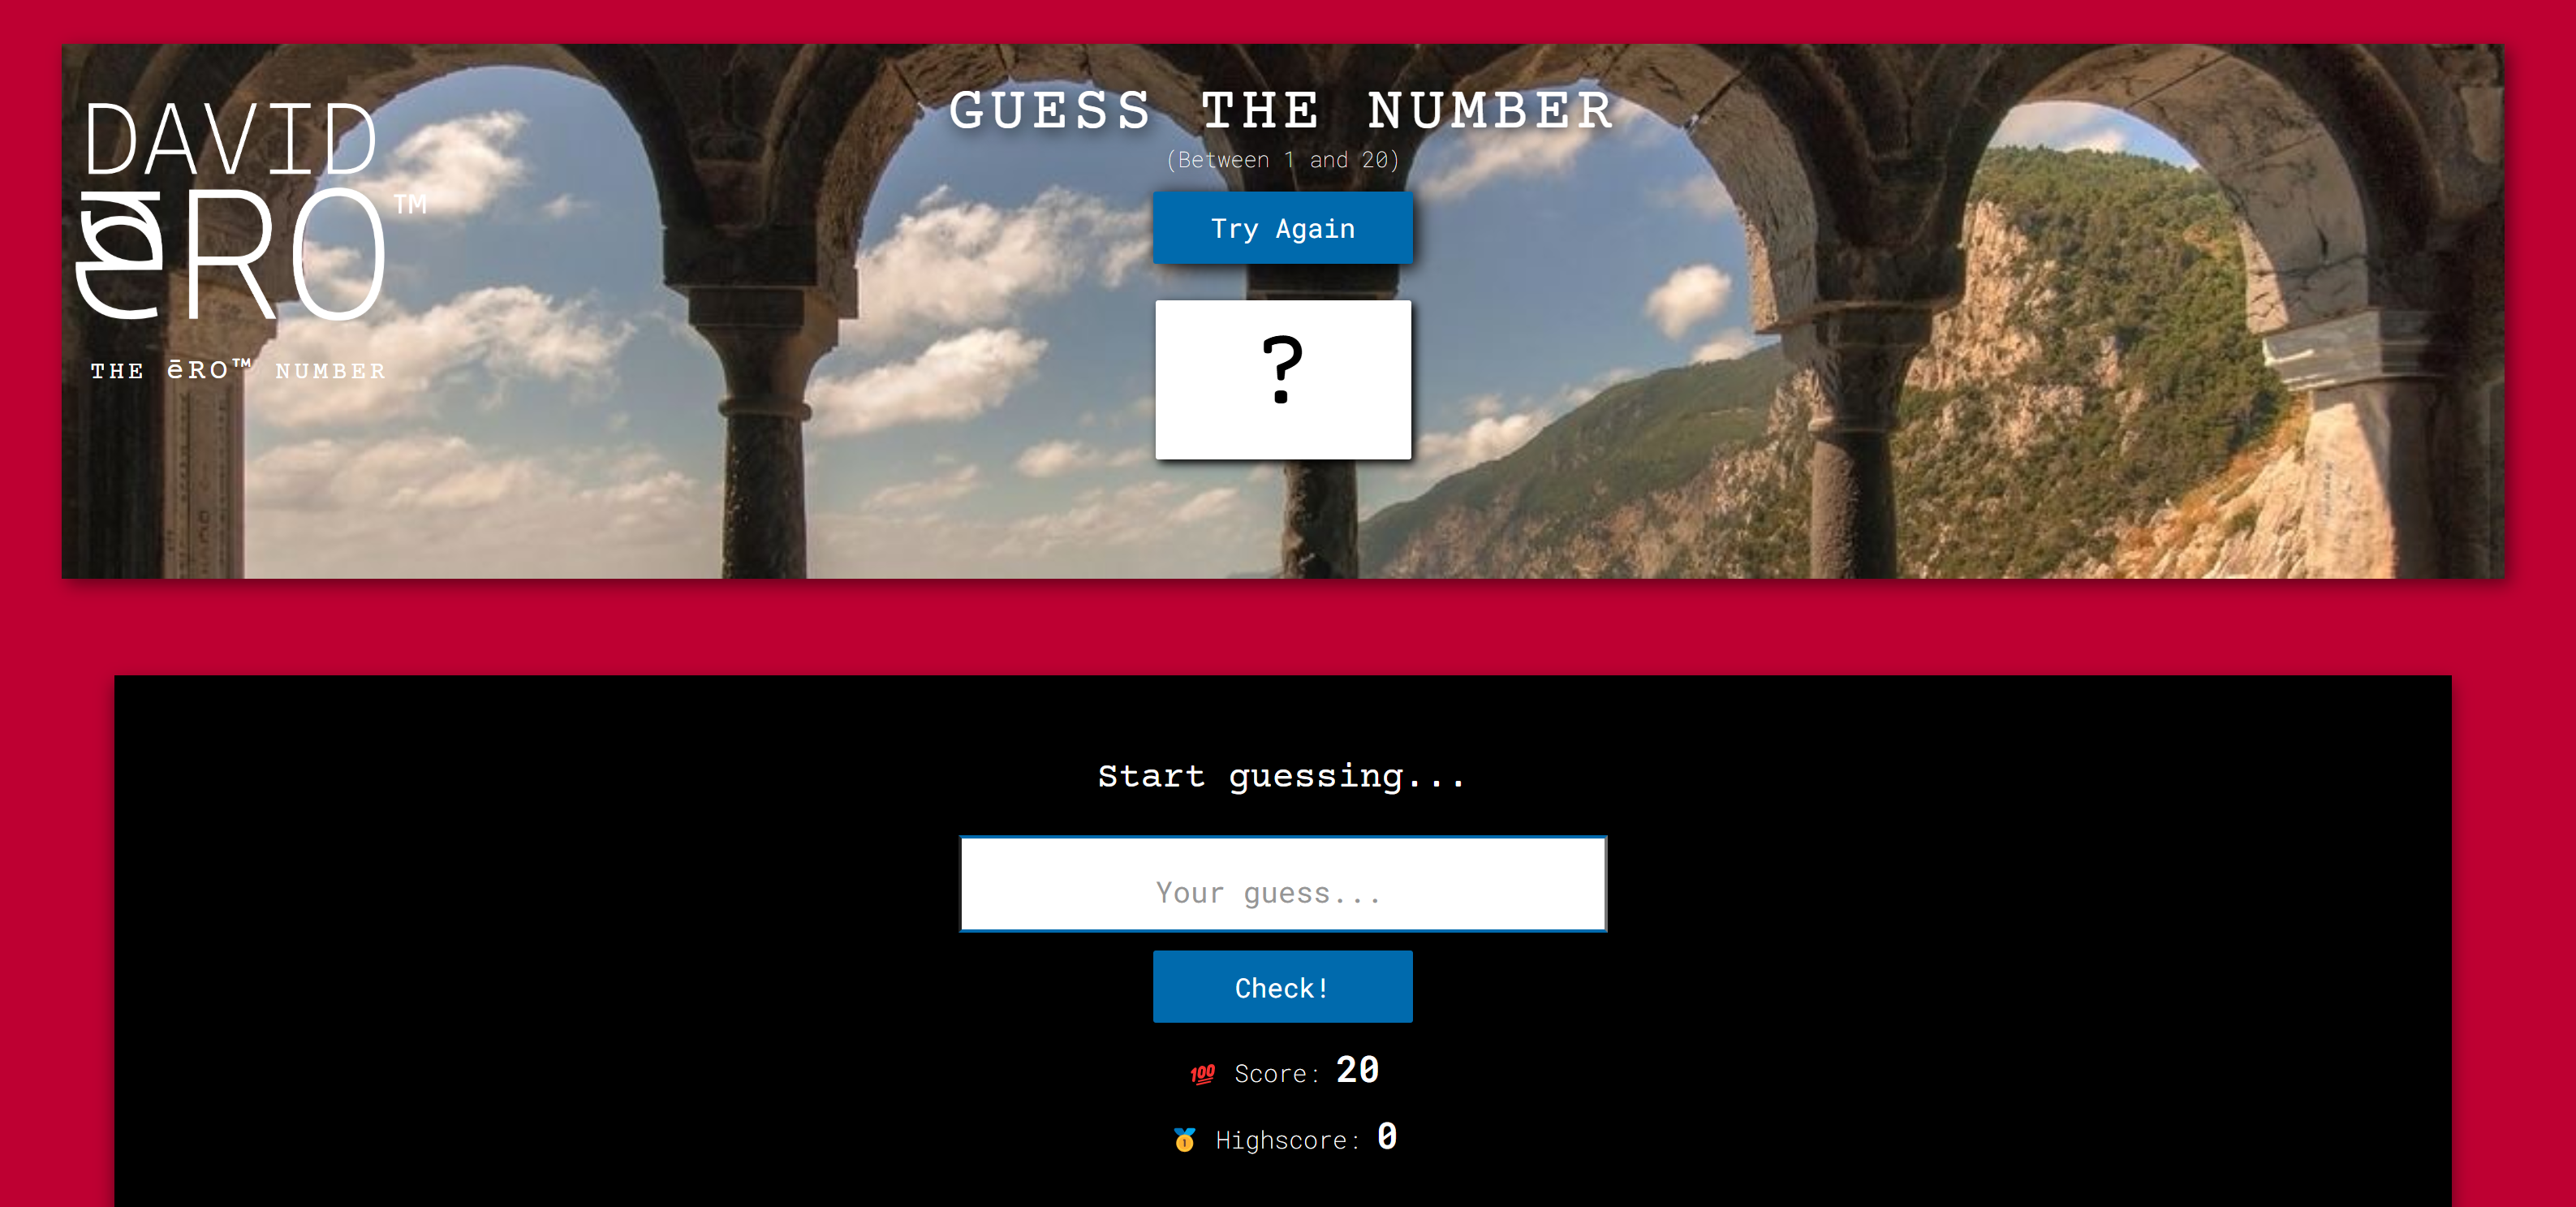 DAVID
ēRO™
THE ēRO™ NUMBER
GUESS THE NUMBER
(Between 1 and 20)
Try Again
?
Start guessing...
Your guess...
Check!
💯 Score: 20
🥇 Highscore: 0